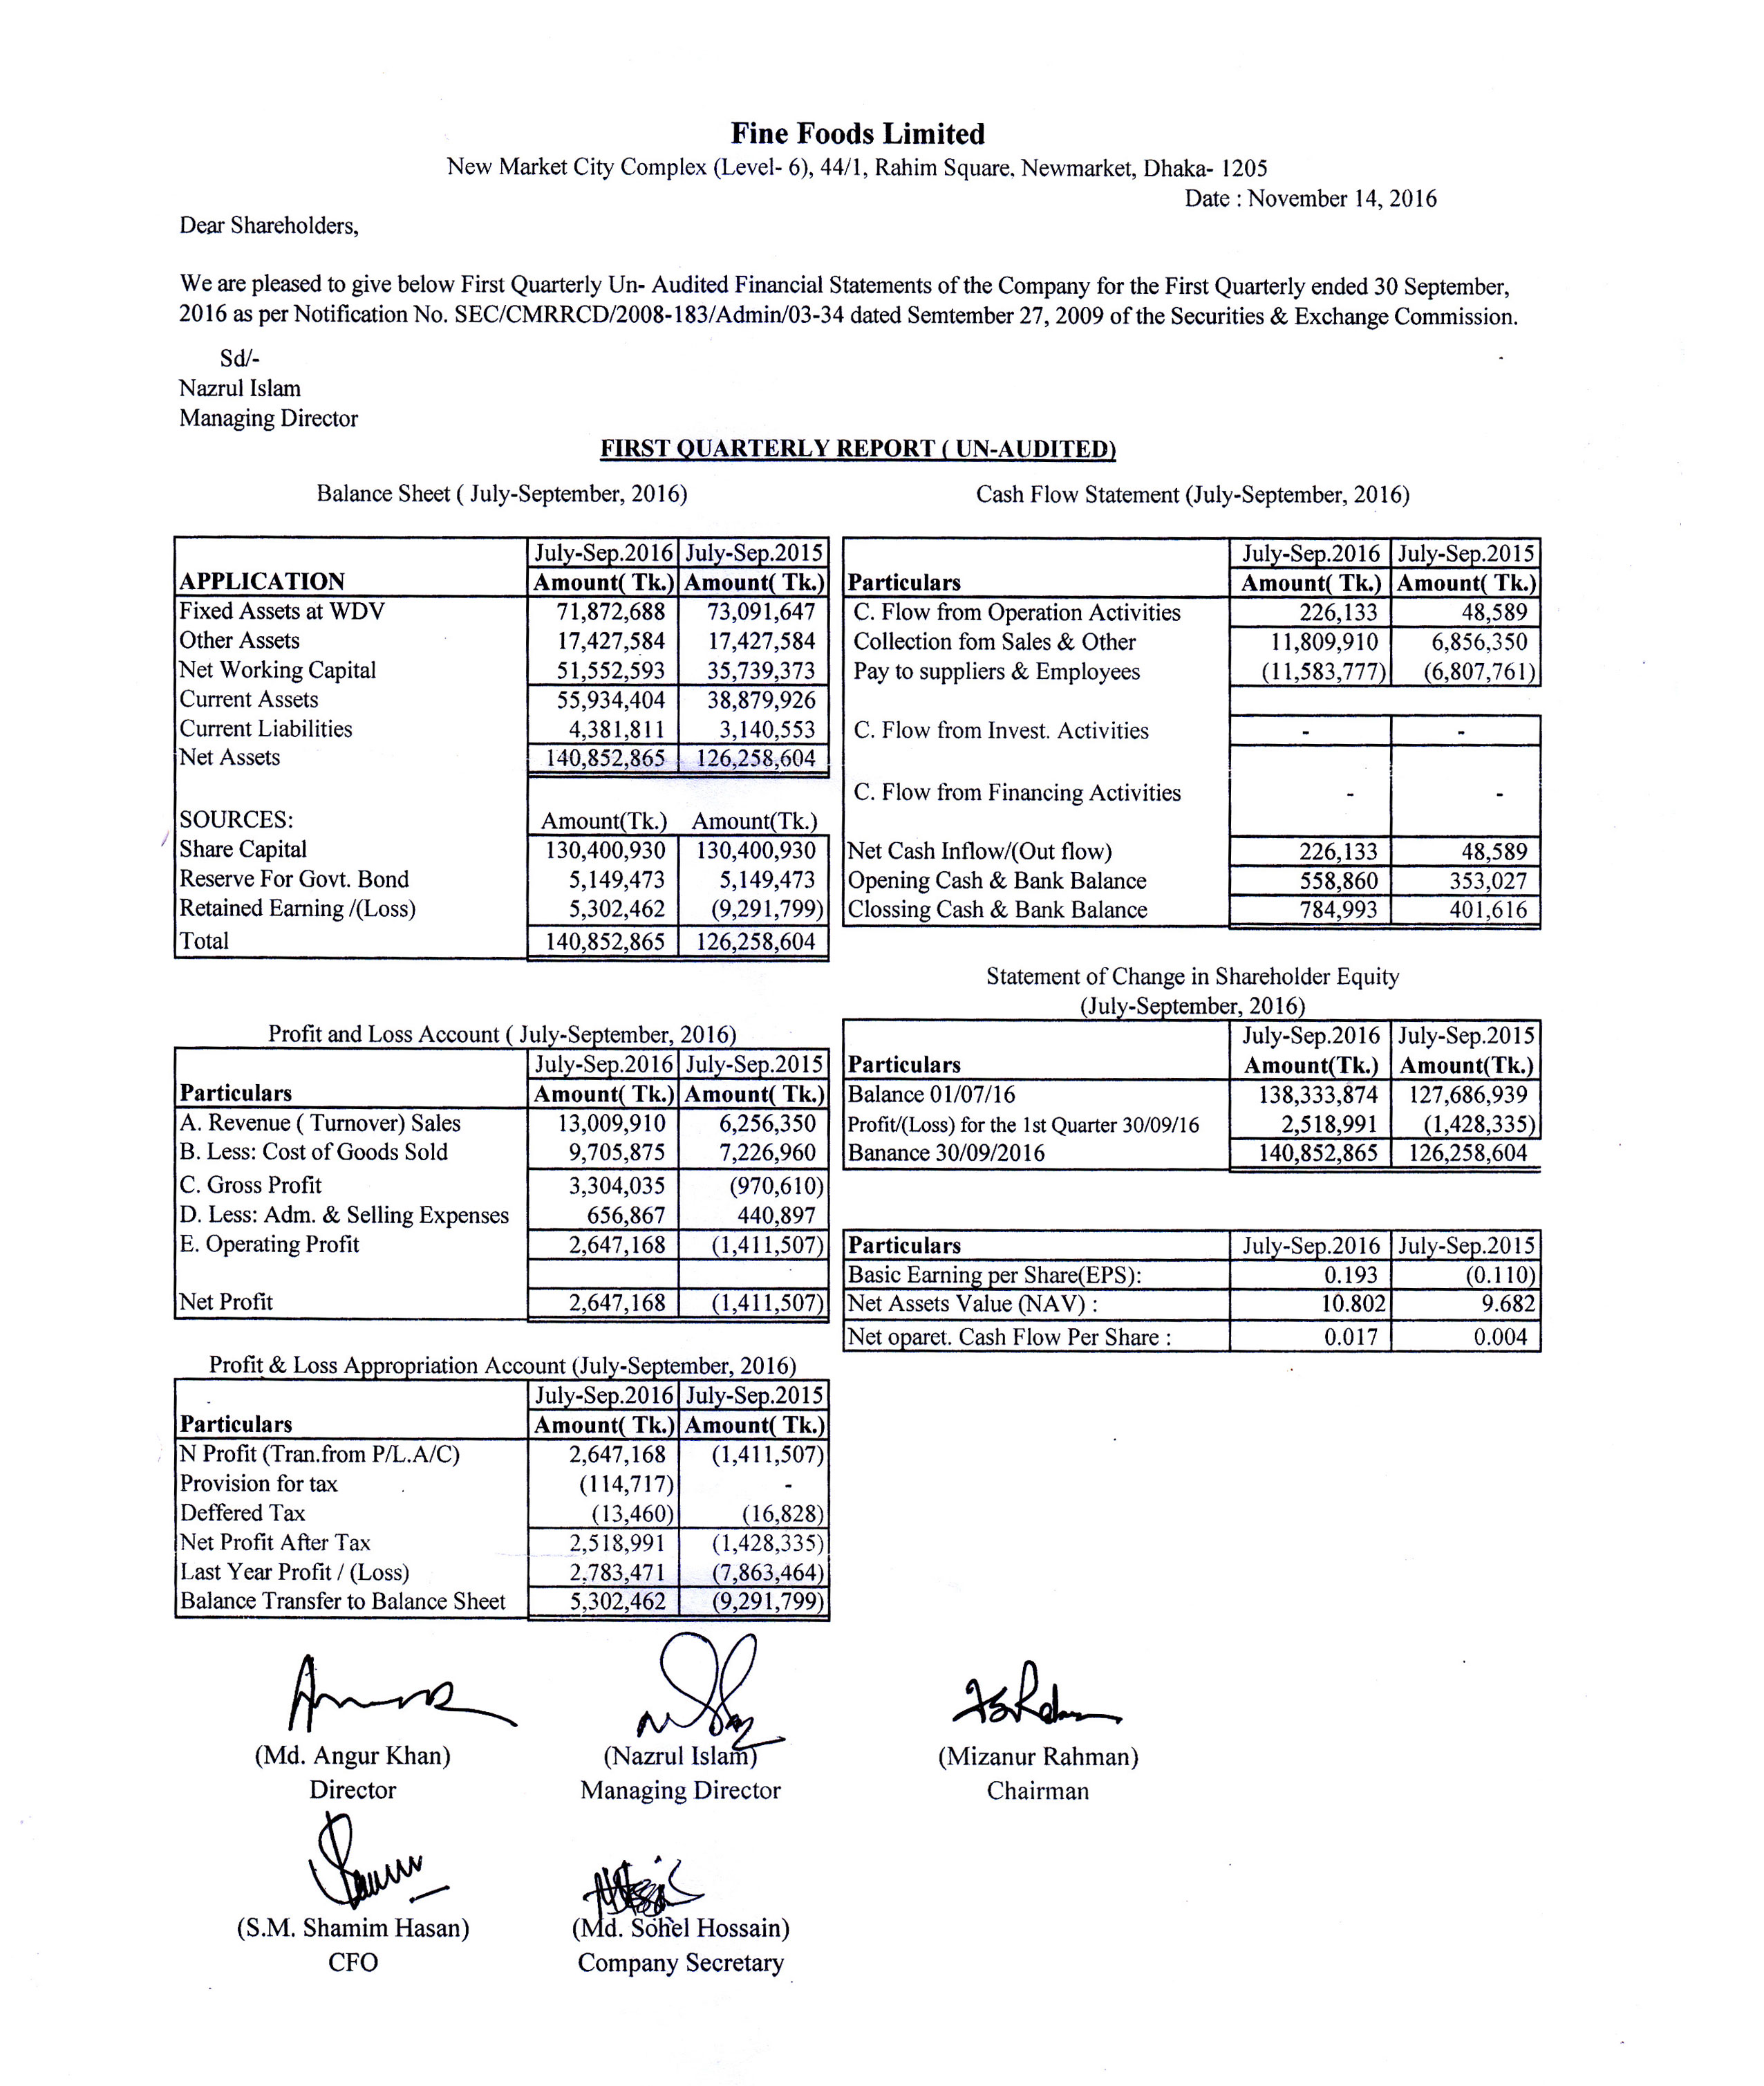 Fine Foods Limited
New Market City Complex (Level- 6), 44/1, Rahim Square, Newmarket, Dhaka- 1205
Date : November 14, 2016
Dear Shareholders,
We are pleased to give below First Quarterly Un- Audited Financial Statements of the Company for the First Quarterly ended 30 September,
2016 as per Notification No. SEC/CMRRCD/2008-183/Admin/03-34 dated Semtember 27, 2009 of the Securities & Exchange Commission.
Sd/-
Nazrul Islam
Managing Director
FIRST QUARTERLY REPORT ( UN-AUDITED)
Balance Sheet ( July-September, 2016)
July-Sep.2016 July-Sep.2015
APPLICATION Amount( Tk.) Amount( Tk.)
Fixed Assets at WDV 71,872,688 73,091,647
Other Assets 17,427,584 17,427,584
Net Working Capital 51,552,593 35,739,373
Current Assets 55,934,404 38,879,926
Current Liabilities 4,381,811 3,140,553
Net Assets 140,852,865 126,258,604
SOURCES: Amount(Tk.) Amount(Tk.)
Share Capital 130,400,930 130,400,930
Reserve For Govt. Bond 5,149,473 5,149,473
Retained Earning /(Loss) 5,302,462 (9,291,799)
Total 140,852,865 126,258,604
Cash Flow Statement (July-September, 2016)
July-Sep.2016 July-Sep.2015
Particulars Amount( Tk.) Amount( Tk.)
C. Flow from Operation Activities 226,133 48,589
Collection fom Sales & Other 11,809,910 6,856,350
Pay to suppliers & Employees (11,583,777) (6,807,761)
C. Flow from Invest. Activities - -
C. Flow from Financing Activities - -
Net Cash Inflow/(Out flow) 226,133 48,589
Opening Cash & Bank Balance 558,860 353,027
Clossing Cash & Bank Balance 784,993 401,616
Profit and Loss Account ( July-September, 2016)
July-Sep.2016 July-Sep.2015
Particulars Amount( Tk.) Amount( Tk.)
A. Revenue ( Turnover) Sales 13,009,910 6,256,350
B. Less: Cost of Goods Sold 9,705,875 7,226,960
C. Gross Profit 3,304,035 (970,610)
D. Less: Adm. & Selling Expenses 656,867 440,897
E. Operating Profit 2,647,168 (1,411,507)
Net Profit 2,647,168 (1,411,507)
Statement of Change in Shareholder Equity
(July-September, 2016)
July-Sep.2016 July-Sep.2015
Particulars Amount(Tk.) Amount(Tk.)
Balance 01/07/16 138,333,874 127,686,939
Profit/(Loss) for the 1st Quarter 30/09/16 2,518,991 (1,428,335)
Banance 30/09/2016 140,852,865 126,258,604
Particulars July-Sep.2016 July-Sep.2015
Basic Earning per Share(EPS): 0.193 (0.110)
Net Assets Value (NAV) : 10.802 9.682
Net oparet. Cash Flow Per Share : 0.017 0.004
Profit & Loss Appropriation Account (July-September, 2016)
July-Sep.2016 July-Sep.2015
Particulars Amount( Tk.) Amount( Tk.)
N Profit (Tran.from P/L.A/C) 2,647,168 (1,411,507)
Provision for tax (114,717) -
Deffered Tax (13,460) (16,828)
Net Profit After Tax 2,518,991 (1,428,335)
Last Year Profit / (Loss) 2,783,471 (7,863,464)
Balance Transfer to Balance Sheet 5,302,462 (9,291,799)
(Md. Angur Khan) (Nazrul Islam) (Mizanur Rahman)
Director Managing Director Chairman
(S.M. Shamim Hasan) (Md. Sohel Hossain)
CFO Company Secretary